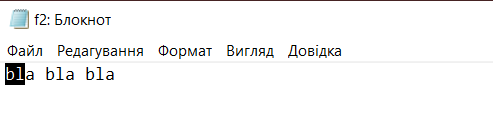 f2: Блокнот
Файл Редагування Формат Вигляд Довідка
bla bla bla